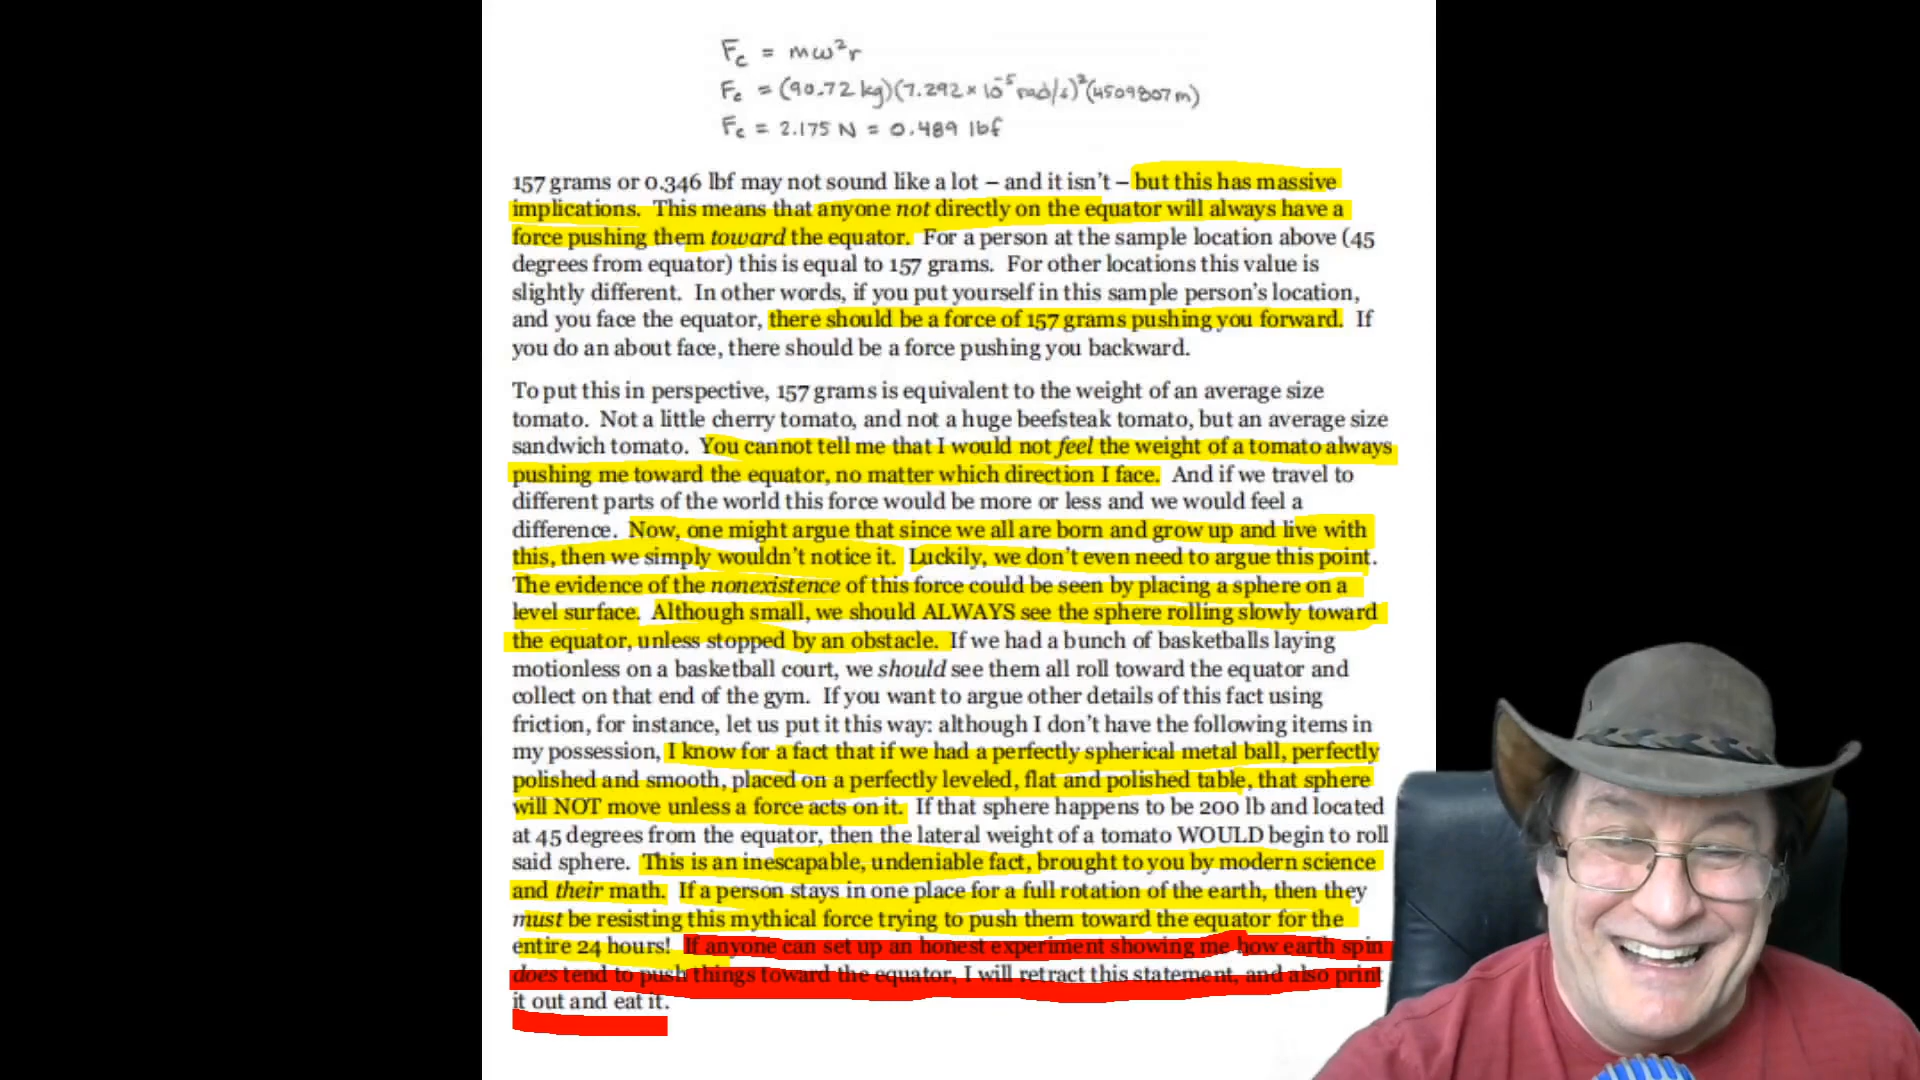 Fc = mω²r
Fc = (90.72 kg)(7.292 × 10⁻⁵ rad/s)²(4509807m)
Fc = 2.175 N = 0.489 lbf
157 grams or 0.346 lbf may not sound like a lot – and it isn't – but this has massive
implications. This means that anyone not directly on the equator will always have a
force pushing them toward the equator. For a person at the sample location above (45
degrees from equator) this is equal to 157 grams. For other locations this value is
slightly different. In other words, if you put yourself in this sample person's location,
and you face the equator, there should be a force of 157 grams pushing you forward. If
you do an about face, there should be a force pushing you backward.
To put this in perspective, 157 grams is equivalent to the weight of an average size
tomato. Not a little cherry tomato, and not a huge beefsteak tomato, but an average size
sandwich tomato. You cannot tell me that I would not feel the weight of a tomato always
pushing me toward the equator, no matter which direction I face. And if we travel to
different parts of the world this force would be more or less and we would feel a
difference. Now, one might argue that since we all are born and grow up and live with
this, then we simply wouldn't notice it. Luckily, we don't even need to argue this point.
The evidence of the nonexistence of this force could be seen by placing a sphere on a
level surface. Although small, we should ALWAYS see the sphere rolling slowly toward
the equator, unless stopped by an obstacle. If we had a bunch of basketballs laying
motionless on a basketball court, we should see them all roll toward the equator and
collect on that end of the gym. If you want to argue other details of this fact using
friction, for instance, let us put it this way: although I don't have the following items in
my possession, I know for a fact that if we had a perfectly spherical metal ball, perfectly
polished and smooth, placed on a perfectly leveled, flat and polished table, that sphere
will NOT move unless a force acts on it. If that sphere happens to be 200 lb and located
at 45 degrees from the equator, then the lateral weight of a tomato WOULD begin to roll
said sphere. This is an inescapable, undeniable fact, brought to you by modern science
and their math. If a person stays in one place for a full rotation of the earth, then they
must be resisting this mythical force trying to push them toward the equator for the
entire 24 hours! If anyone can set up an honest experiment showing me how earth spin
does tend to push things toward the equator, I will retract this statement, and also print
it out and eat it.